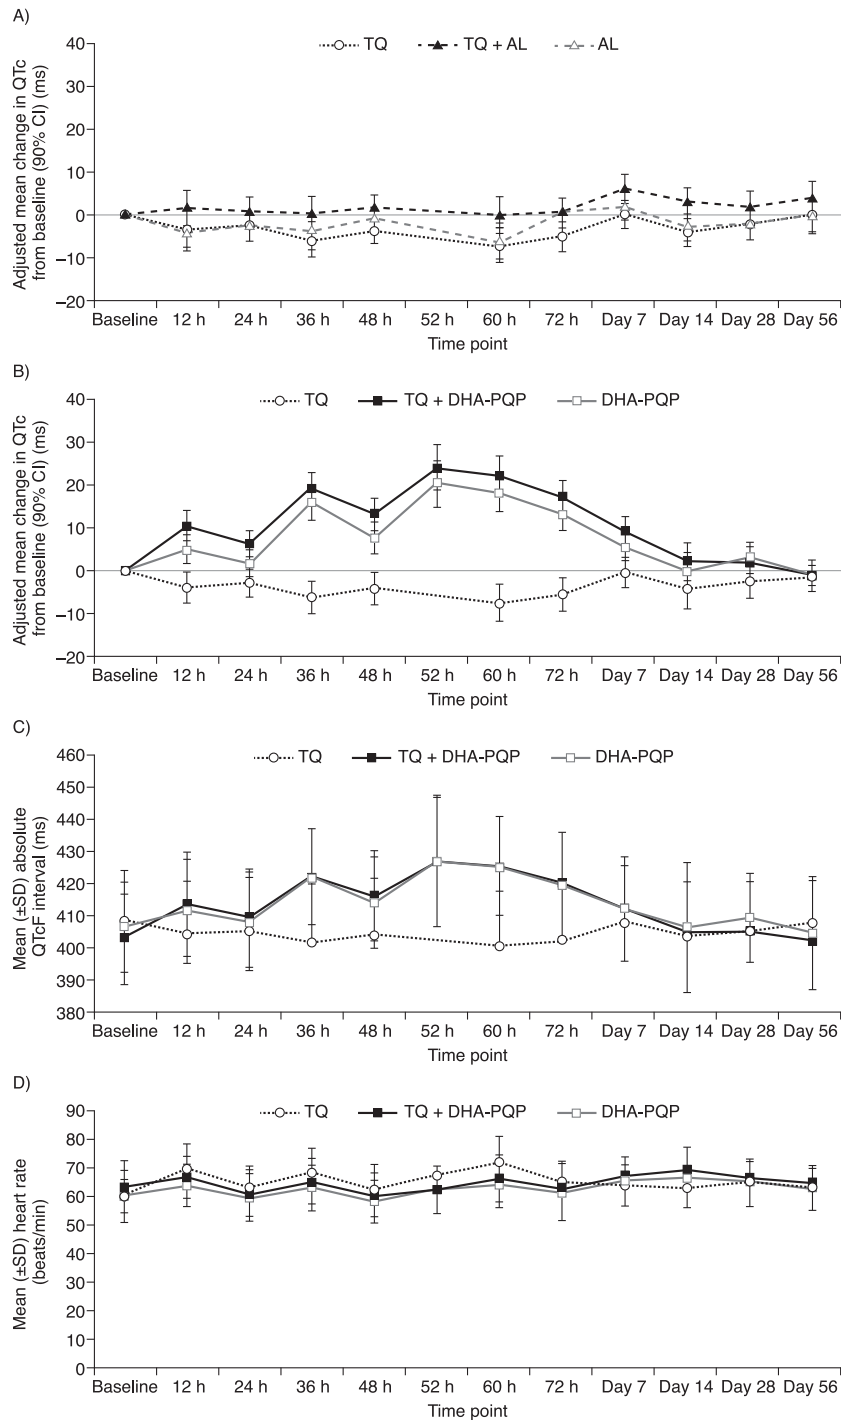 A)
TQ TQ + AL AL
Adjusted mean change in QTc
from baseline (90% CI) (ms)
40
30
20
10
0
–10
–20
Baseline 12 h 24 h 36 h 48 h 52 h 60 h 72 h Day 7 Day 14 Day 28 Day 56
Time point
B)
TQ TQ + DHA-PQP DHA-PQP
Adjusted mean change in QTc
from baseline (90% CI) (ms)
40
30
20
10
0
–10
–20
Baseline 12 h 24 h 36 h 48 h 52 h 60 h 72 h Day 7 Day 14 Day 28 Day 56
Time point
C)
TQ TQ + DHA-PQP DHA-PQP
Mean (±SD) absolute
QTcF interval (ms)
460
450
440
430
420
410
400
390
380
Baseline 12 h 24 h 36 h 48 h 52 h 60 h 72 h Day 7 Day 14 Day 28 Day 56
Time point
D)
TQ TQ + DHA-PQP DHA-PQP
Mean (±SD) heart rate
(beats/min)
90
80
70
60
50
40
30
20
10
0
Baseline 12 h 24 h 36 h 48 h 52 h 60 h 72 h Day 7 Day 14 Day 28 Day 56
Time point